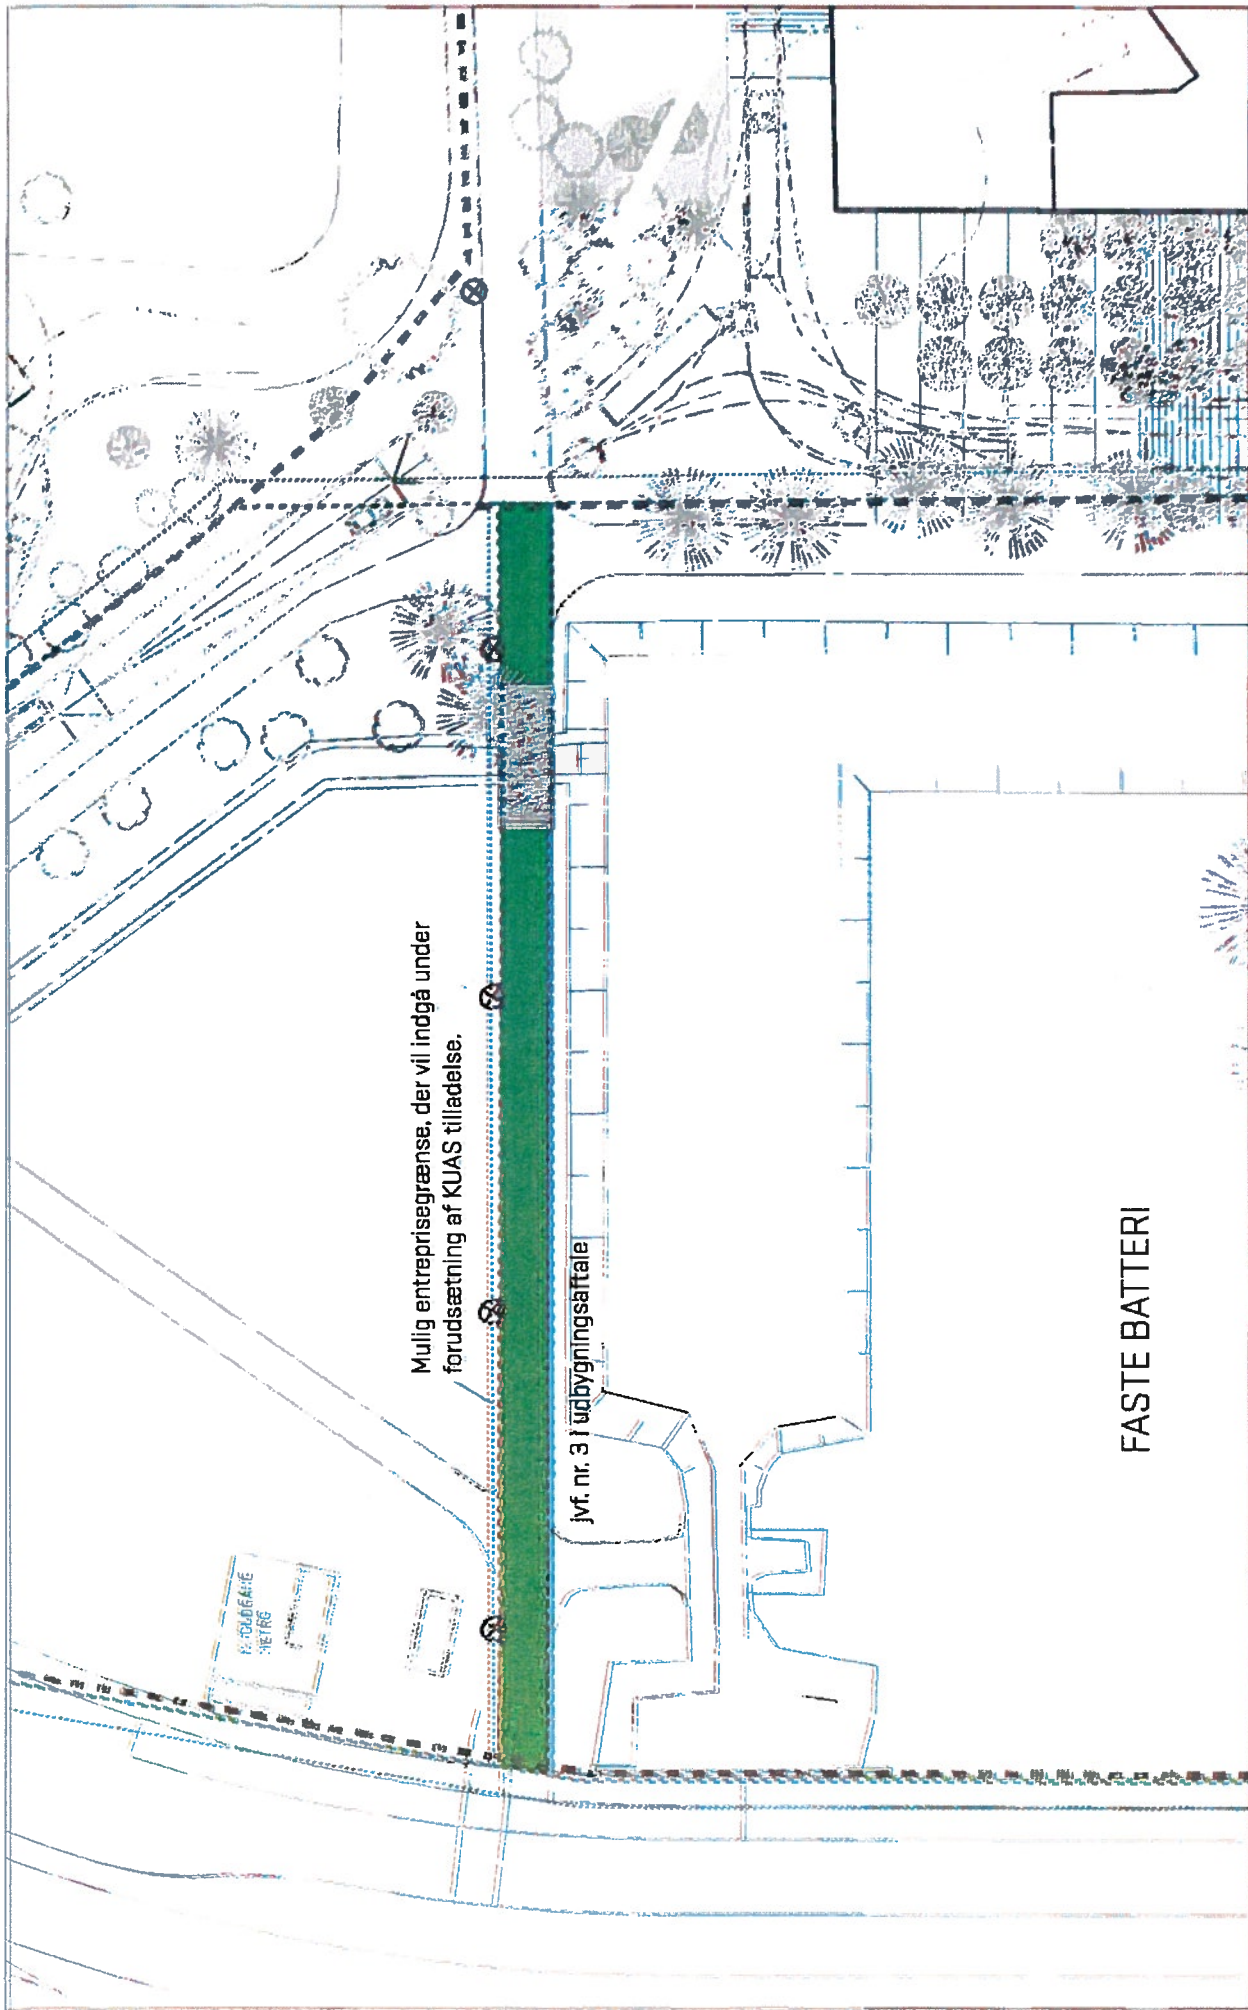 Mulig entreprisegrænse, der vil indgå under
forudsætning af KUAS tilladelse.
jvf. nr. 3 i udbygningsaftale
FASTE BATTERI